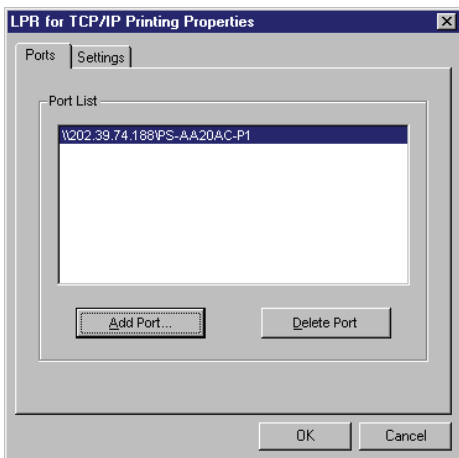 LPR for TCP/IP Printing Properties
Ports
Settings
Port List
\\202.39.74.188\PS-AA20AC-P1
Add Port...
Delete Port
OK
Cancel